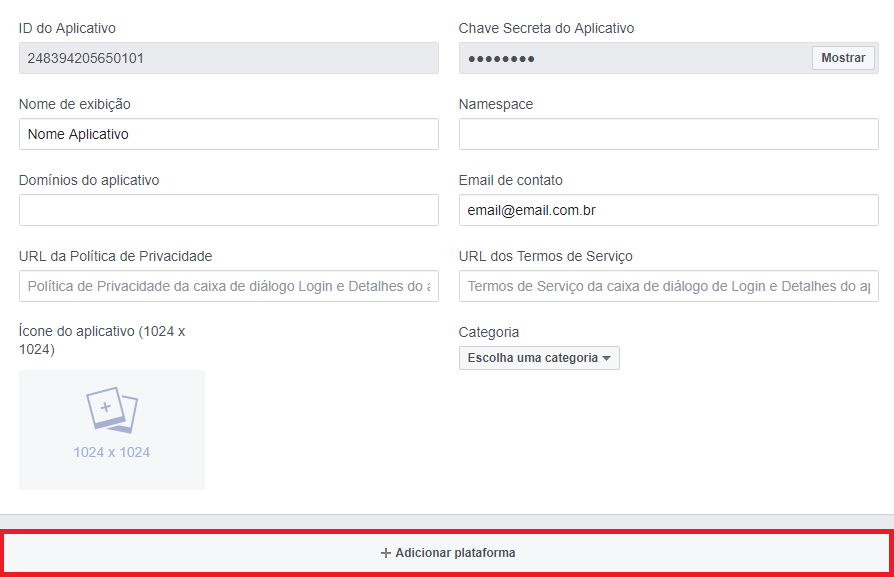 ID do Aplicativo
Chave Secreta do Aplicativo
248394205650101
●●●●●●●●
Mostrar
Nome de exibição
Namespace
Nome Aplicativo
Domínios do aplicativo
Email de contato
email@email.com.br
URL da Política de Privacidade
URL dos Termos de Serviço
Política de Privacidade da caixa de diálogo Login e Detalhes do
Termos de Serviço da caixa de diálogo de Login e Detalhes do
Ícone do aplicativo (1024 x
1024)
Categoria
Escolha uma categoria
1024 x 1024
+ Adicionar plataforma